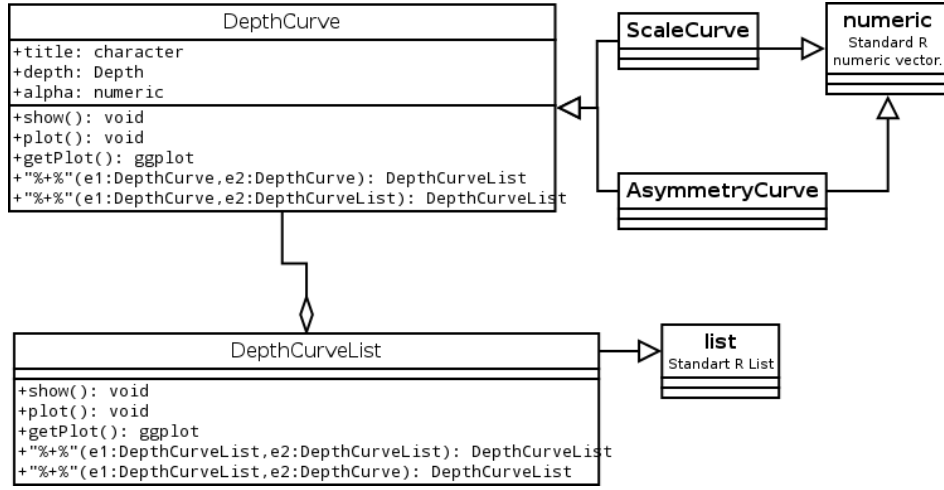 DepthCurve
+title: character
+depth: Depth
+alpha: numeric
+show(): void
+plot(): void
+getPlot(): ggplot
+"%+%"(e1:DepthCurve,e2:DepthCurve): DepthCurveList
+"%+%"(e1:DepthCurve,e2:DepthCurveList): DepthCurveList
ScaleCurve
numeric
Standard R
numeric vector.
AsymmetryCurve
DepthCurveList
+show(): void
+plot(): void
+getPlot(): ggplot
+"%+%"(e1:DepthCurveList,e2:DepthCurveList): DepthCurveList
+"%+%"(e1:DepthCurveList,e2:DepthCurve): DepthCurveList
list
Standart R List